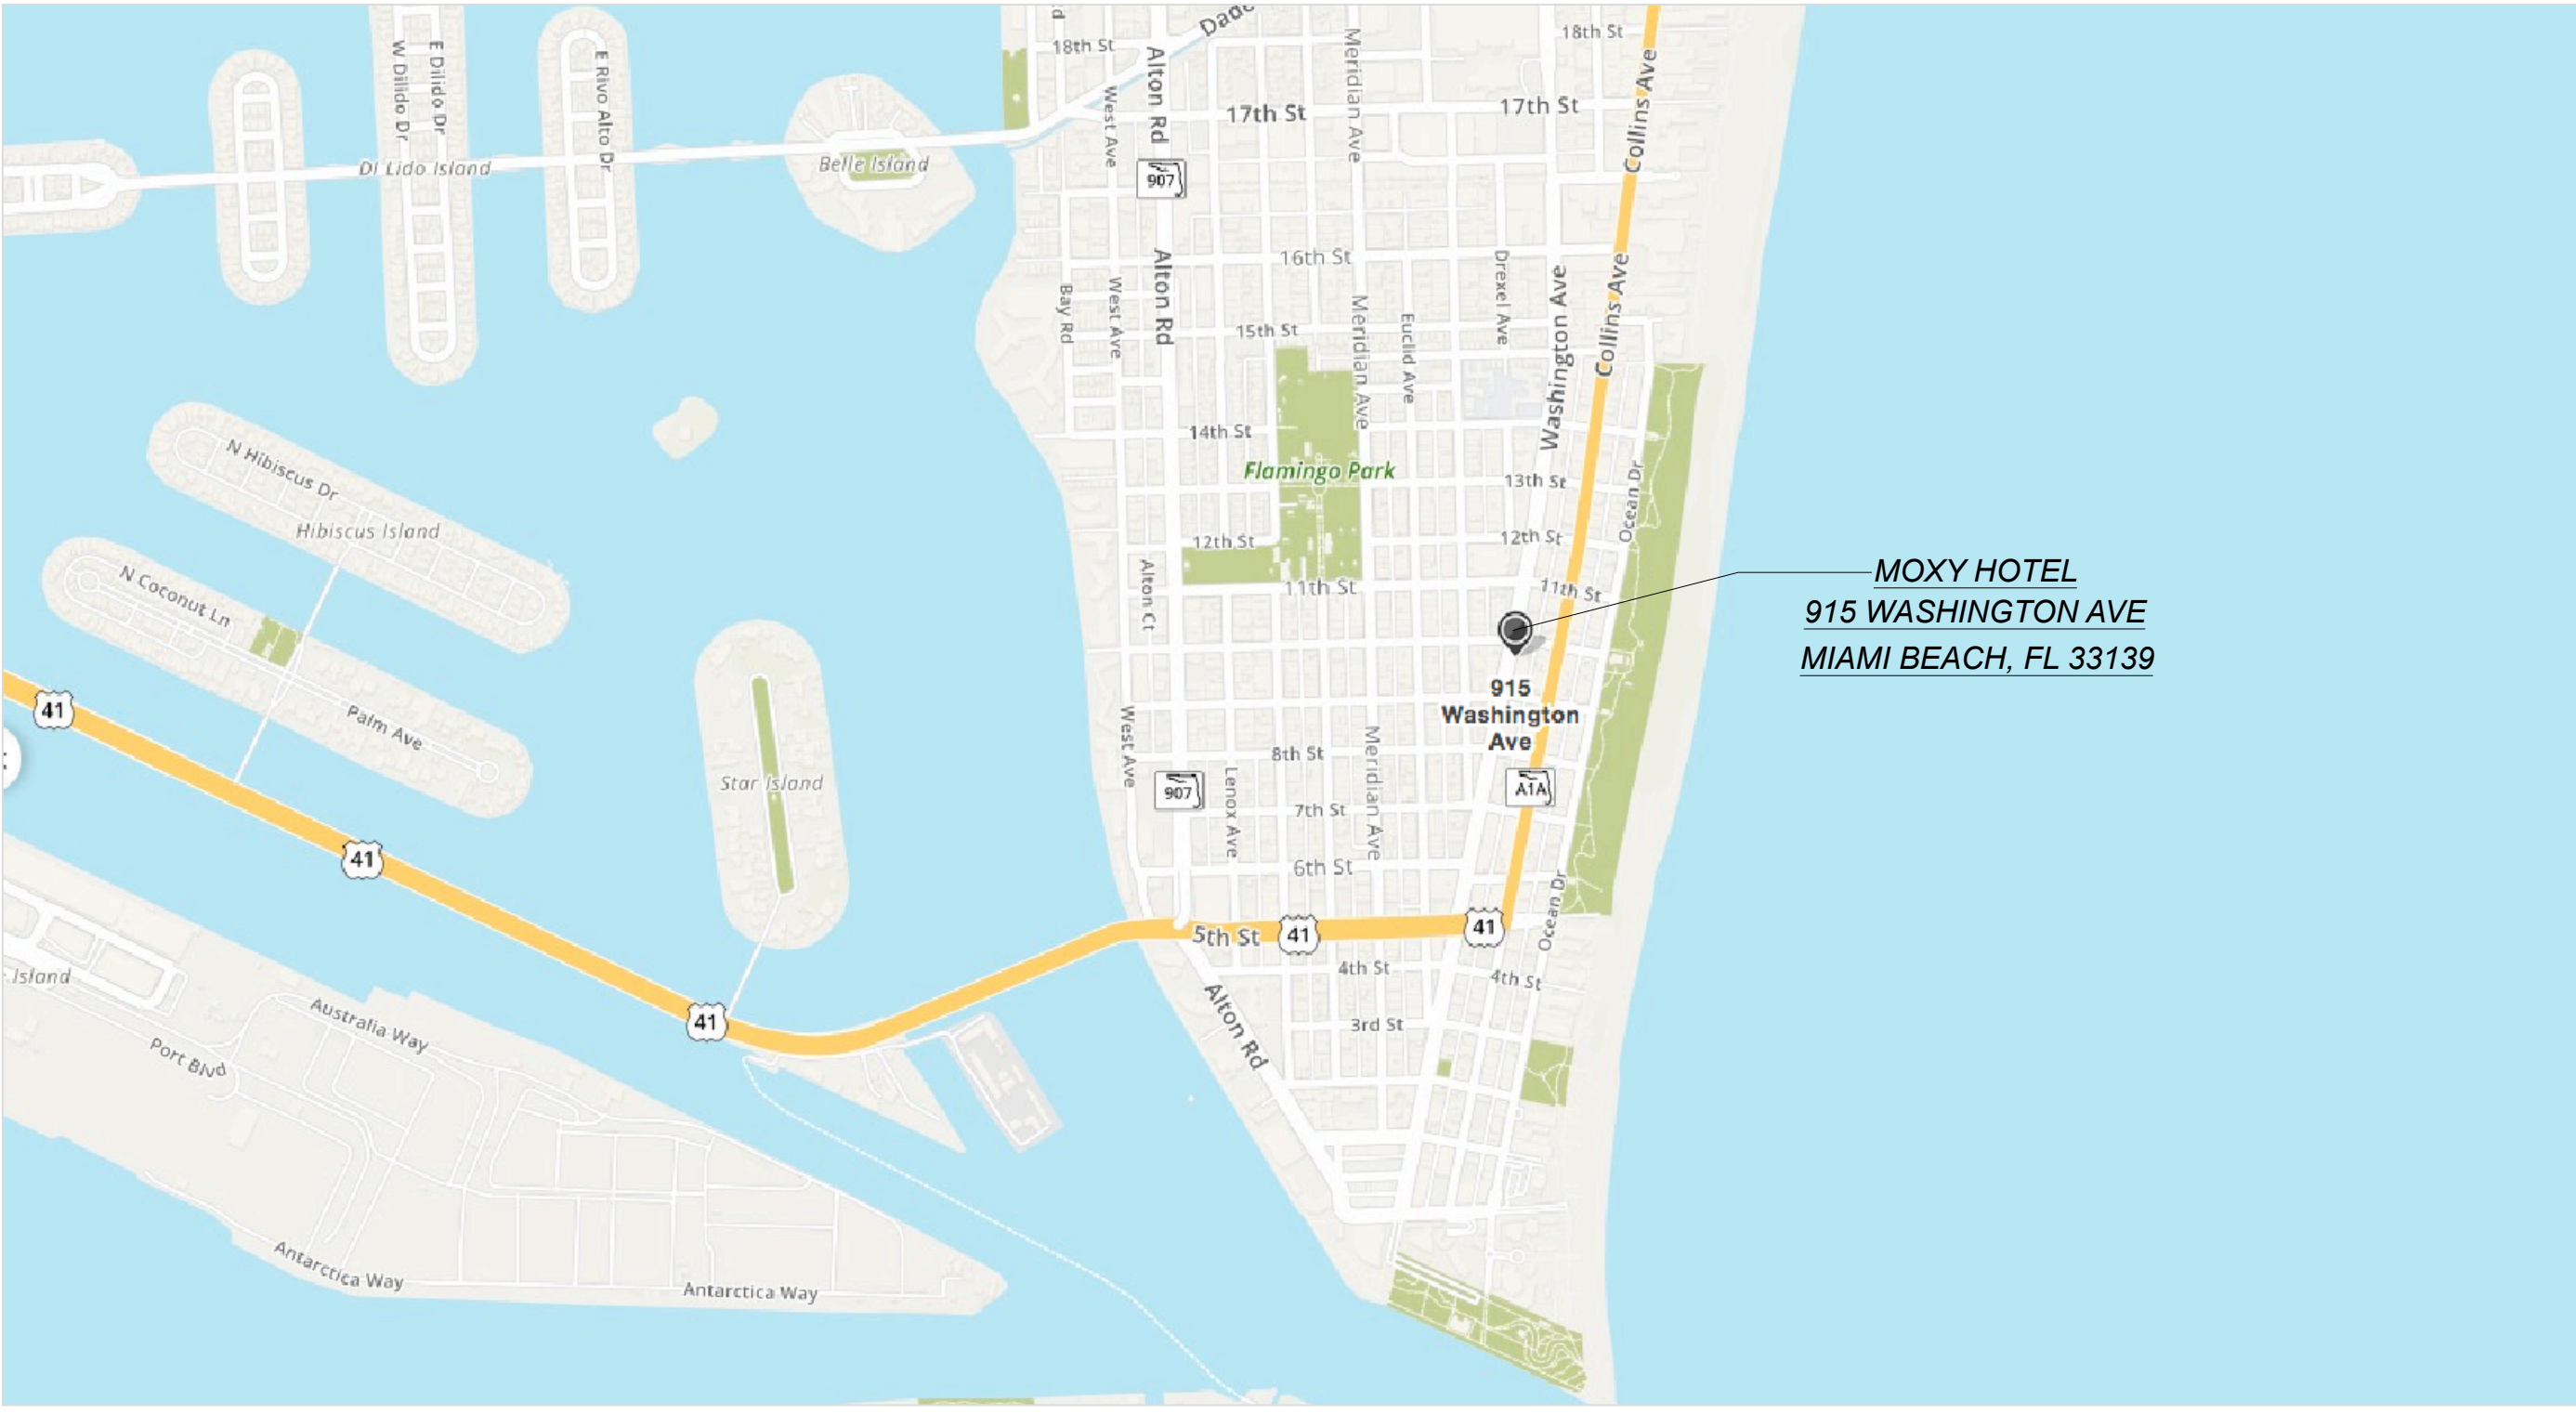 Dade
18th St
18th St
W Dilido Dr
E Dilido Dr
E Rivo Alto Dr
Alton Rd
West Ave
Meridian Ave
Collins Ave
17th St
17th St
Di Lido Island
Belle Island
907
16th St
Alton Rd
Bay Rd
West Ave
Drexel Ave
Washington Ave
Collins Ave
15th St
Meridian Ave
Euclid Ave
14th St
Flamingo Park
N Hibiscus Dr
13th St
Ocean Dr
Hibiscus Island
12th St
12th St
N Coconut Ln
Alton Ct
11th St
11th St
MOXY HOTEL
915 WASHINGTON AVE
MIAMI BEACH, FL 33139
915
Washington
Ave
41
Palm Ave
West Ave
8th St
Meridian Ave
Star Island
907
A1A
Lenox Ave
7th St
41
6th St
Ocean Dr
5th St
41
41
4th St
4th St
Island
Australia Way
41
Alton Rd
3rd St
Port Blvd
Antarctica Way
Antarctica Way